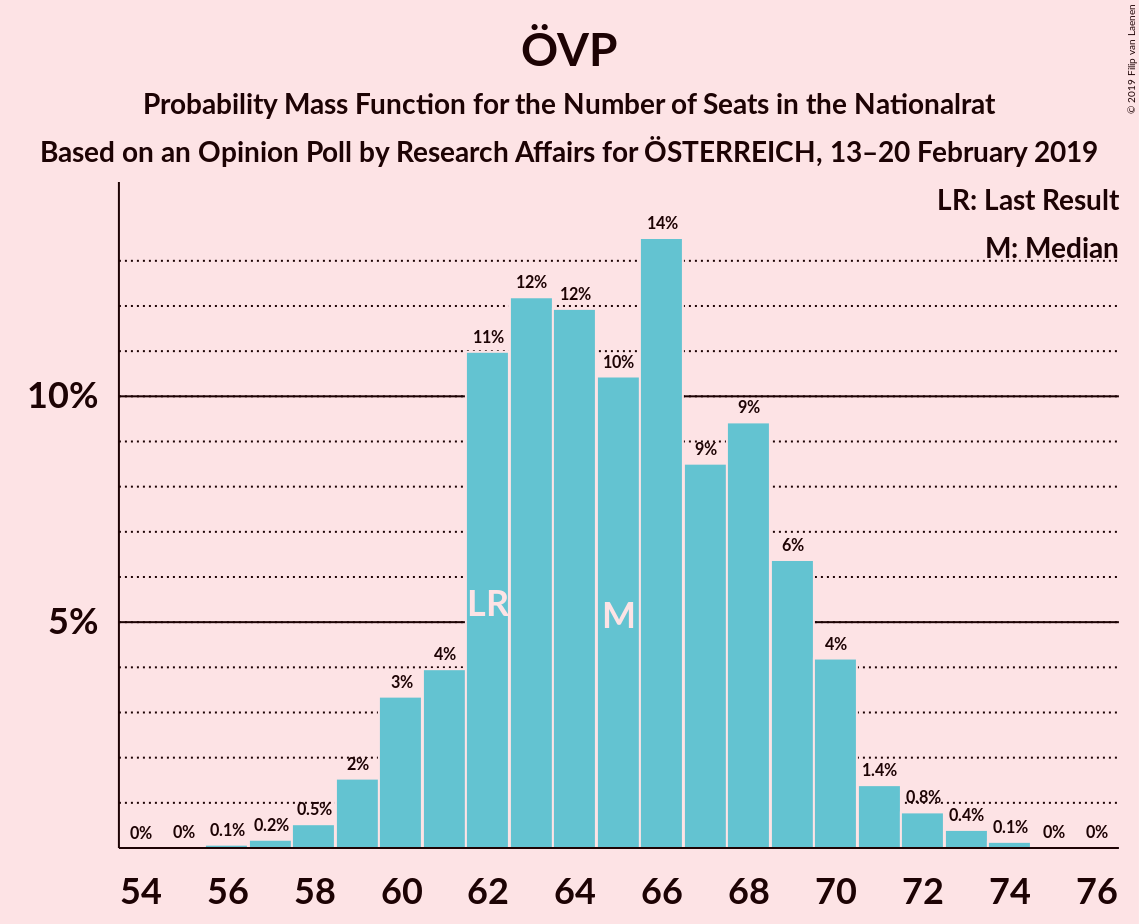 ÖVP
Probability Mass Function for the Number of Seats in the Nationalrat
Based on an Opinion Poll by Research Affairs for ÖSTERREICH, 13–20 February 2019
© 2019 Filip van Laenen
LR: Last Result
M: Median
10%
5%
0%
0%
0.1%
0.2%
0.5%
2%
3%
4%
11%
12%
12%
10%
14%
9%
9%
6%
4%
1.4%
0.8%
0.4%
0.1%
0%
0%
LR
M
54 56 58 60 62 64 66 68 70 72 74 76